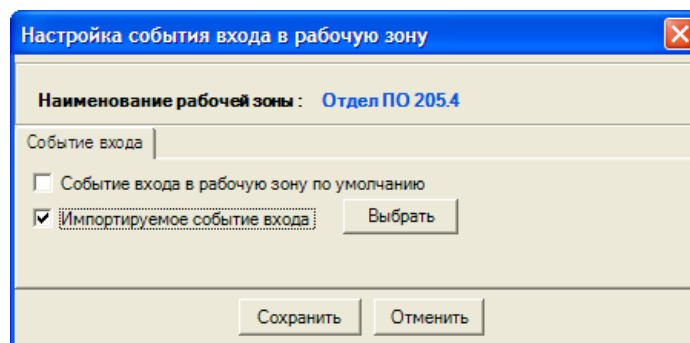 Настройка события входа в рабочую зону
Наименование рабочей зоны : Отдел ПО 205.4
Событие входа
Событие входа в рабочую зону по умолчанию
Импортируемое событие входа Выбрать
Сохранить Отменить